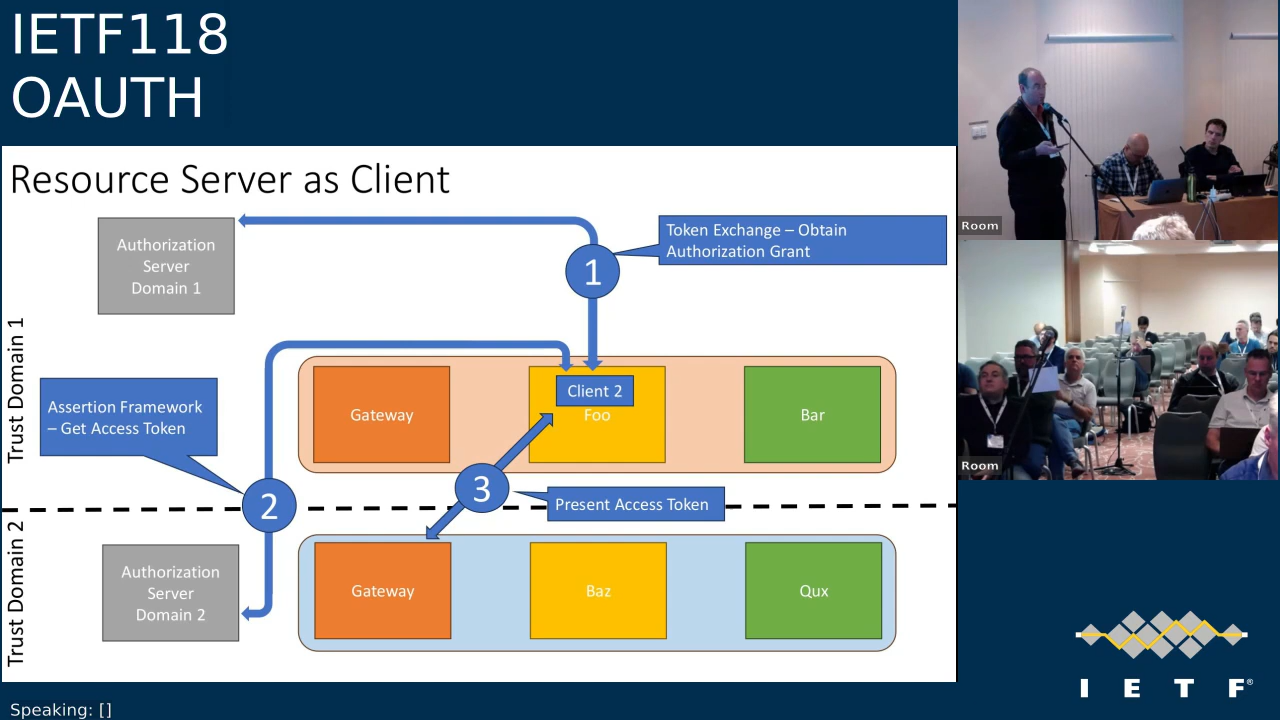 IETF118
OAUTH
Resource Server as Client
Authorization
Server
Domain 1
1
Token Exchange – Obtain
Authorization Grant
Trust Domain 1
Assertion Framework
– Get Access Token
Gateway
Client 2
Foo
Bar
2
3
Present Access Token
Trust Domain 2
Authorization
Server
Domain 2
Gateway
Baz
Qux
Room
Room
I E T F®
Speaking: []